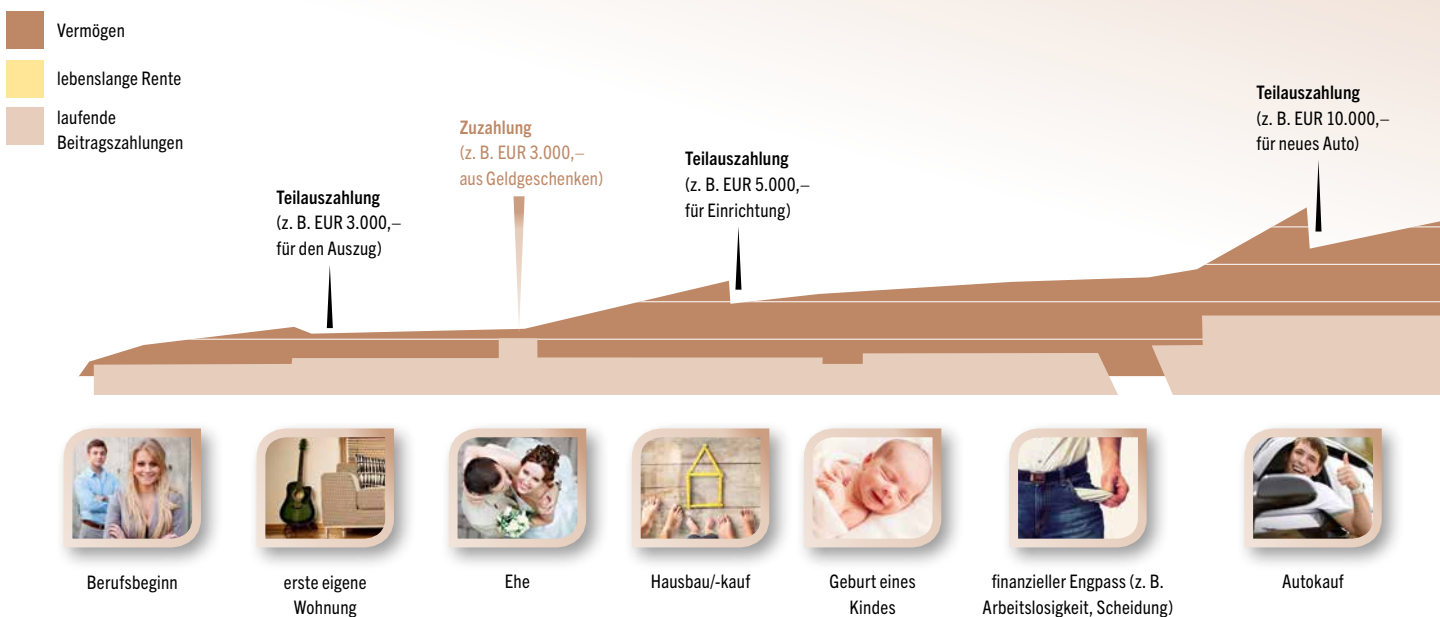 Vermögen
lebenslange Rente
laufende
Beitragszahlungen
Teilauszahlung
(z. B. EUR 3.000,–
für den Auszug)
Zuzahlung
(z. B. EUR 3.000,–
aus Geldgeschenken)
Teilauszahlung
(z. B. EUR 5.000,–
für Einrichtung)
Teilauszahlung
(z. B. EUR 10.000,–
für neues Auto)
Berufsbeginn
erste eigene
Wohnung
Ehe
Hausbau/-kauf
Geburt eines
Kindes
finanzieller Engpass (z. B.
Arbeitslosigkeit, Scheidung)
Autokauf